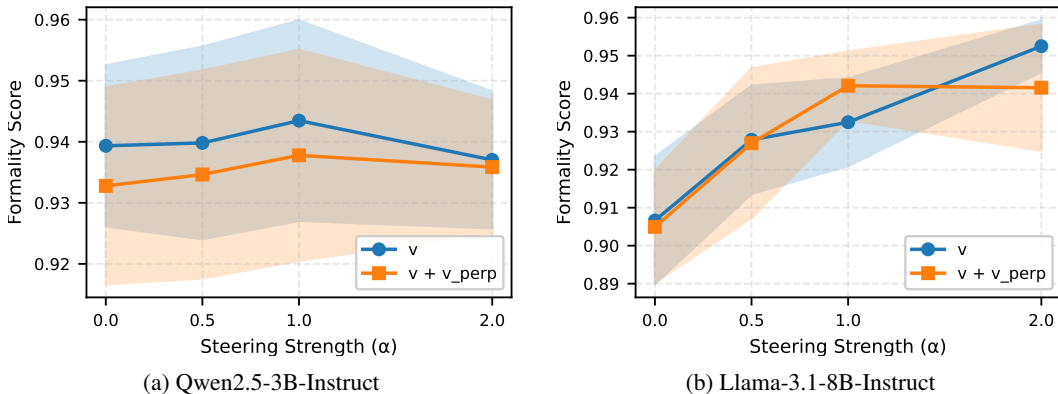 0.96
0.95
0.94
0.93
0.92
Formality Score
v
v + v_perp
0.0
0.5
1.0
2.0
Steering Strength (α)
(a) Qwen2.5-3B-Instruct
0.96
0.95
0.94
0.93
0.92
0.91
0.90
0.89
Formality Score
v
v + v_perp
0.0
0.5
1.0
2.0
Steering Strength (α)
(b) Llama-3.1-8B-Instruct